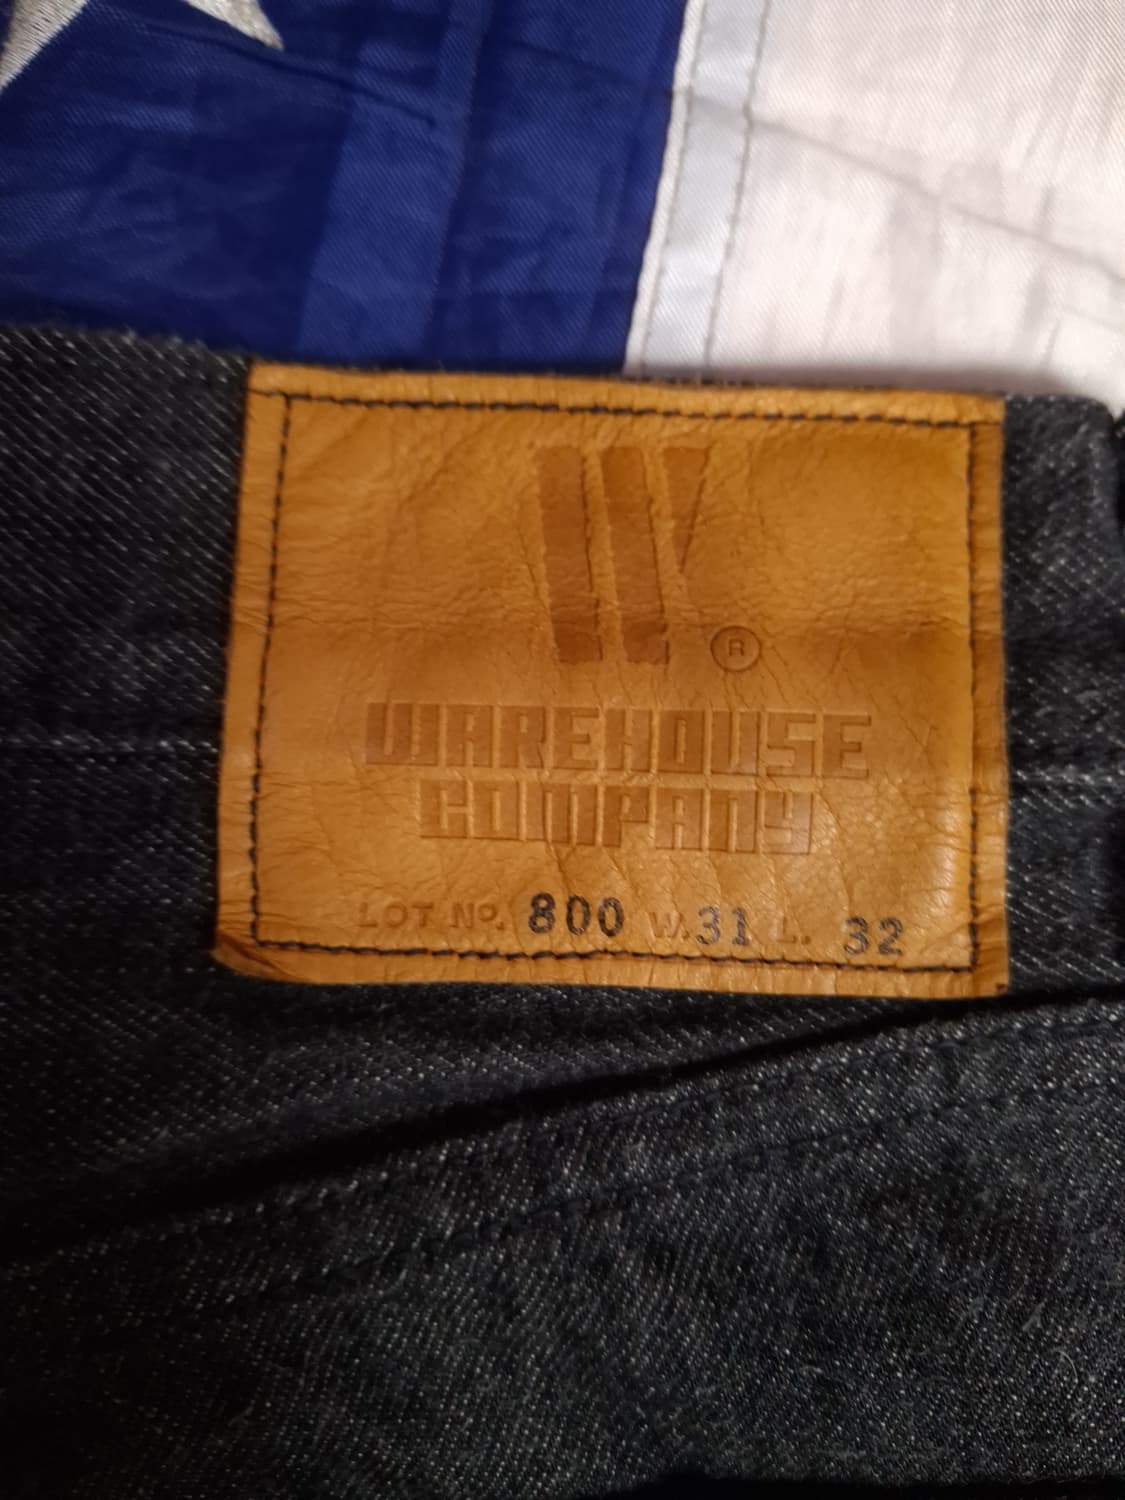 W ®
WAREHOUSE
COMPANY
LOT No. 800 W. 31 L. 32